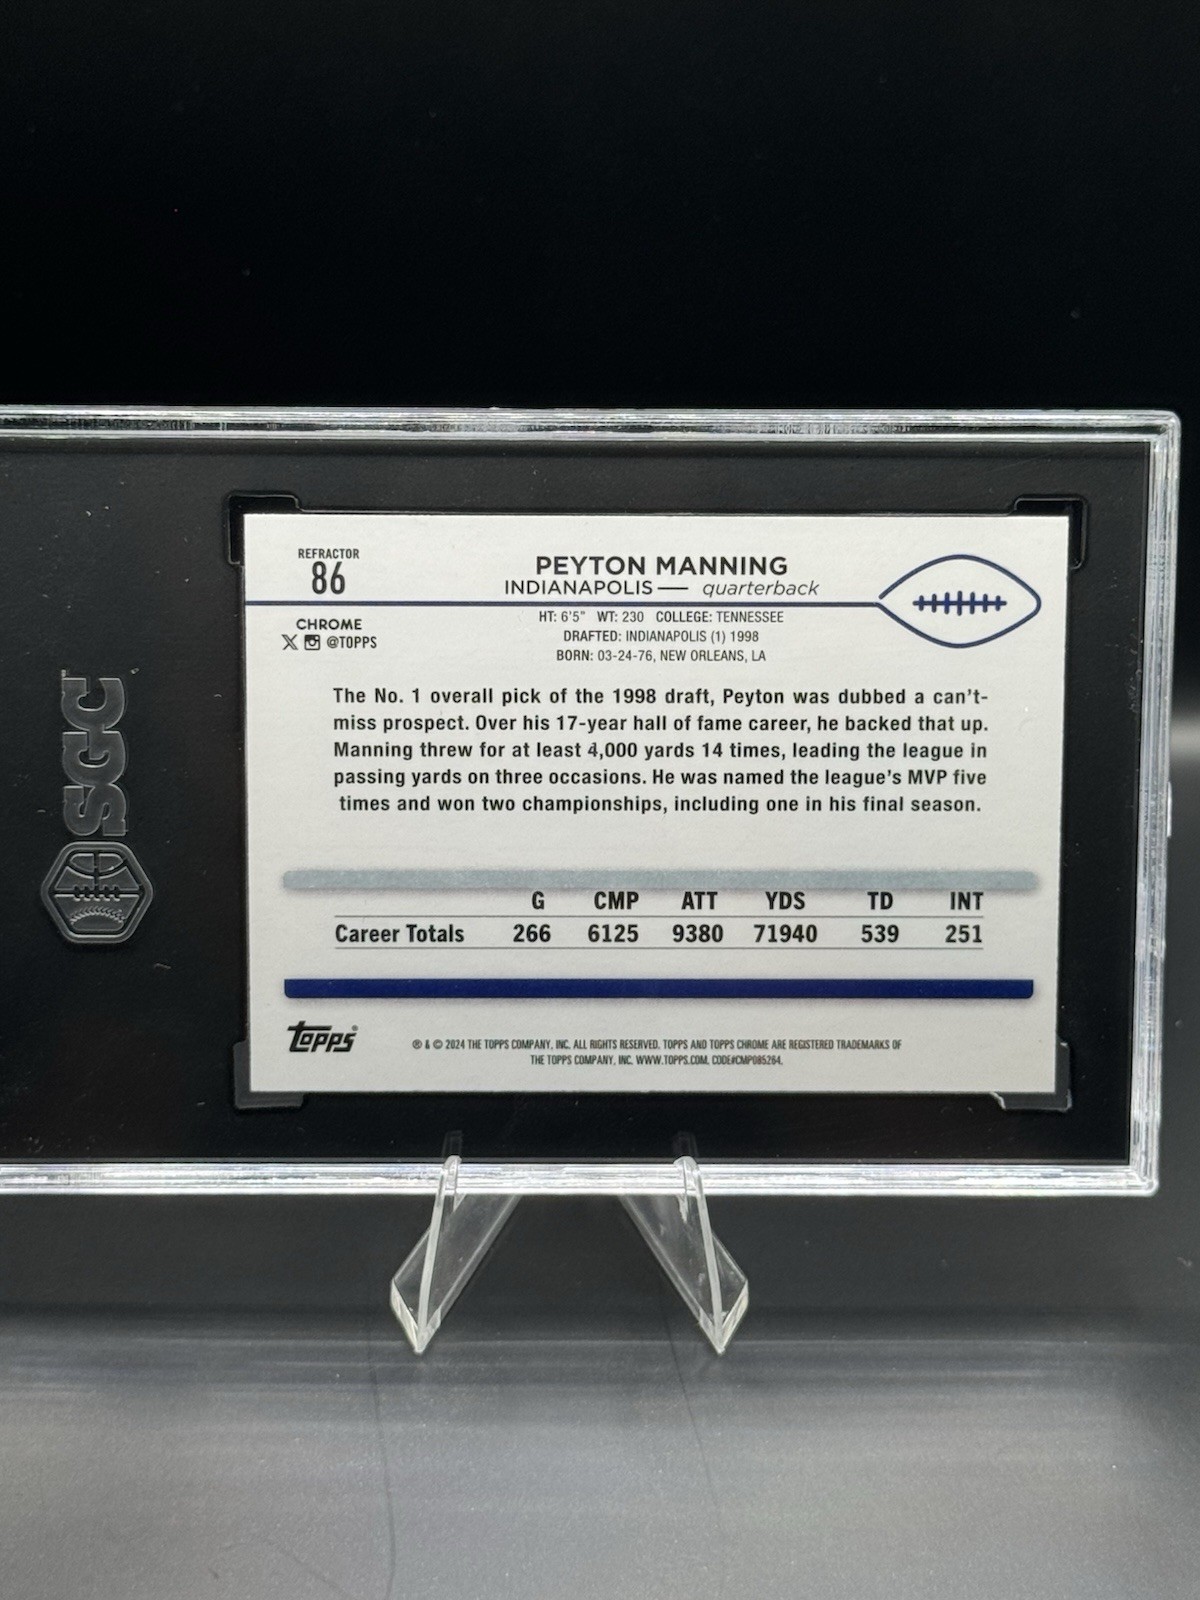 SGC
REFRACTOR
86
CHROME
@TOPPS
PEYTON MANNING
INDIANAPOLIS — quarterback
HT: 6'5" WT: 230 COLLEGE: TENNESSEE
DRAFTED: INDIANAPOLIS (1) 1998
BORN: 03-24-76, NEW ORLEANS, LA
The No. 1 overall pick of the 1998 draft, Peyton was dubbed a can't-
miss prospect. Over his 17-year hall of fame career, he backed that up.
Manning threw for at least 4,000 yards 14 times, leading the league in
passing yards on three occasions. He was named the league's MVP five
times and won two championships, including one in his final season.
G CMP ATT YDS TD INT
Career Totals 266 6125 9380 71940 539 251
Topps®
® & © 2024 THE TOPPS COMPANY, INC. ALL RIGHTS RESERVED. TOPPS AND TOPPS CHROME ARE REGISTERED TRADEMARKS OF
THE TOPPS COMPANY, INC. WWW.TOPPS.COM. CODE#CMP085264.